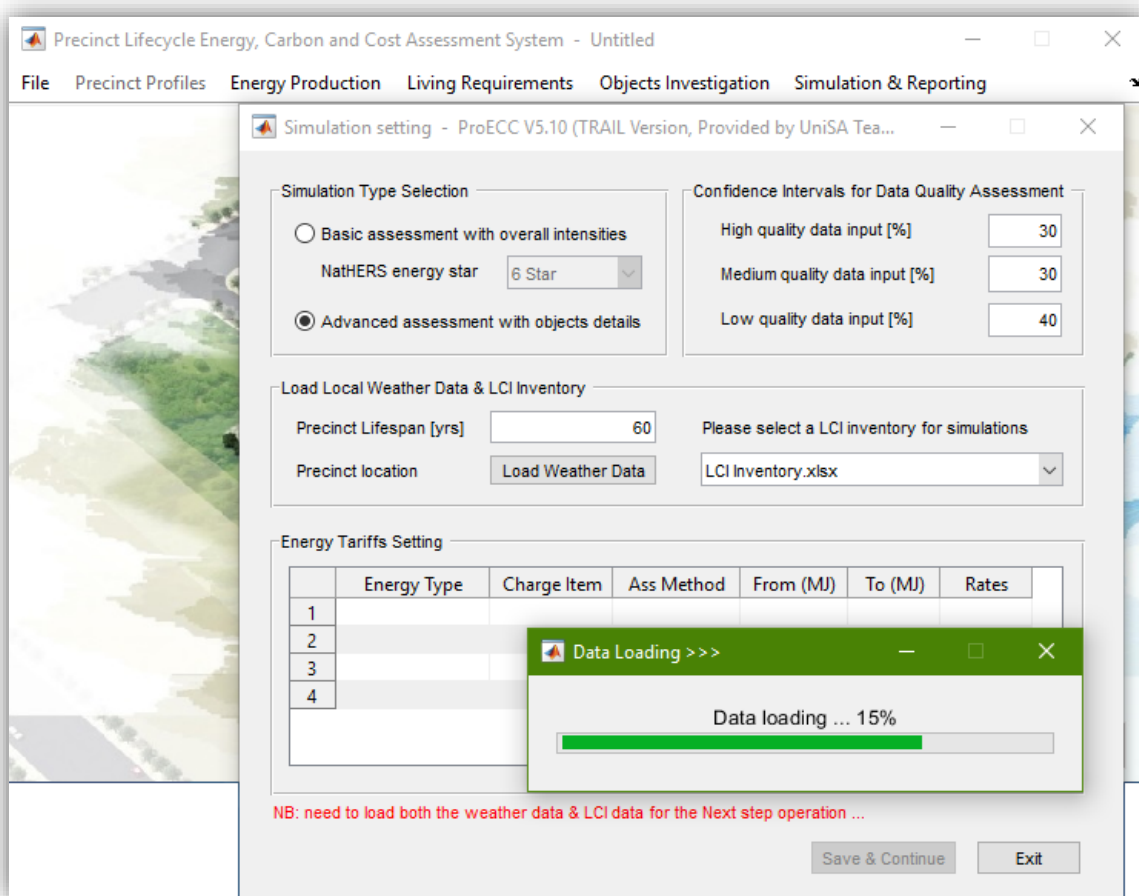 Precinct Lifecycle Energy, Carbon and Cost Assessment System - Untitled
File Precinct Profiles Energy Production Living Requirements Objects Investigation Simulation & Reporting
Simulation setting - ProECC V5.10 (TRAIL Version, Provided by UniSA Tea...
Simulation Type Selection
Basic assessment with overall intensities
NatHERS energy star 6 Star
Advanced assessment with objects details
Confidence Intervals for Data Quality Assessment
High quality data input [%] 30
Medium quality data input [%] 30
Low quality data input [%] 40
Load Local Weather Data & LCI Inventory
Precinct Lifespan [yrs] 60
Please select a LCI inventory for simulations
Precinct location Load Weather Data
LCI Inventory.xlsx
Energy Tariffs Setting
Energy Type Charge Item Ass Method From (MJ) To (MJ) Rates
1
2
3
4
Data Loading >>>
Data loading ... 15%
NB: need to load both the weather data & LCI data for the Next step operation ...
Save & Continue Exit